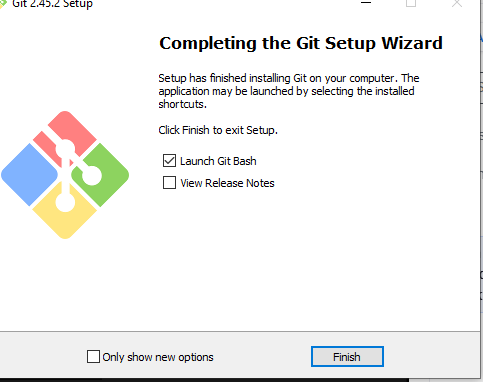 Git 2.45.2 Setup
Completing the Git Setup Wizard
Setup has finished installing Git on your computer. The
application may be launched by selecting the installed
shortcuts.
Click Finish to exit Setup.
Launch Git Bash
View Release Notes
Only show new options
Finish